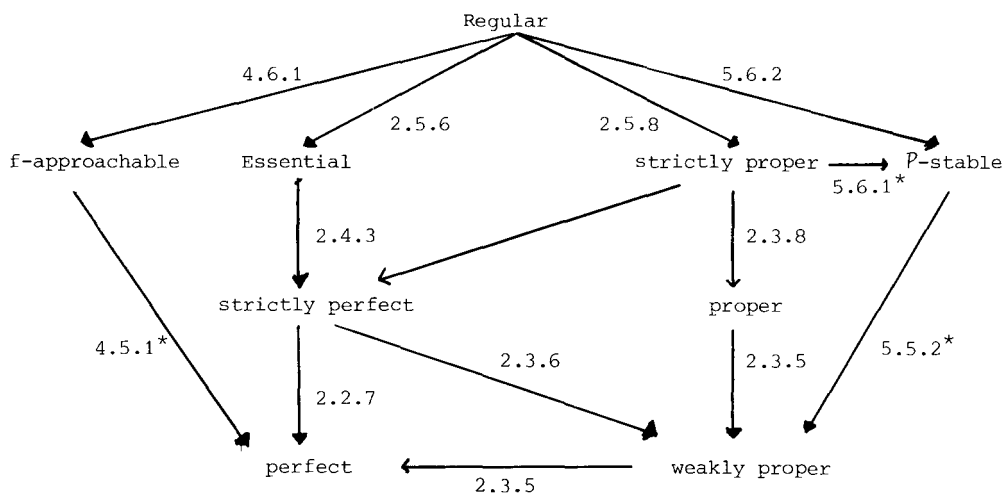 Regular
4.6.1
5.6.2
2.5.6
2.5.8
f-approachable
Essential
strictly proper
P-stable
5.6.1*
2.4.3
2.3.8
strictly perfect
proper
4.5.1*
2.3.6
2.3.5
5.5.2*
2.2.7
perfect
weakly proper
2.3.5